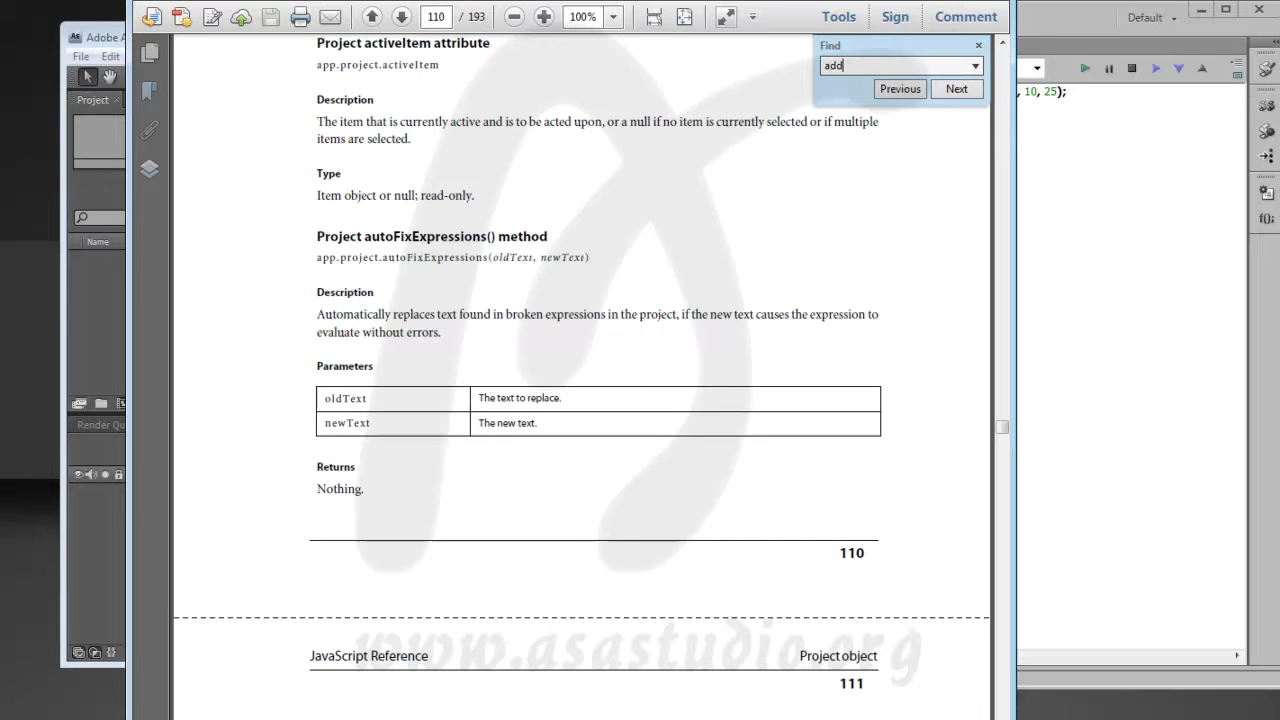 Adobe A
File Edit
Project
Name
Render Qu
110 / 193
100%
Tools Sign Comment
Find
add
Previous Next
Default
, 10, 25);
f():
Project activeItem attribute
app.project.activeItem
Description
The item that is currently active and is to be acted upon, or a null if no item is currently selected or if multiple
items are selected.
Type
Item object or null; read-only.
Project autoFixExpressions() method
app.project.autoFixExpressions(oldText, newText)
Description
Automatically replaces text found in broken expressions in the project, if the new text causes the expression to
evaluate without errors.
Parameters
oldText The text to replace.
newText The new text.
Returns
Nothing.
110
www.asastudio.org
JavaScript Reference Project object
111